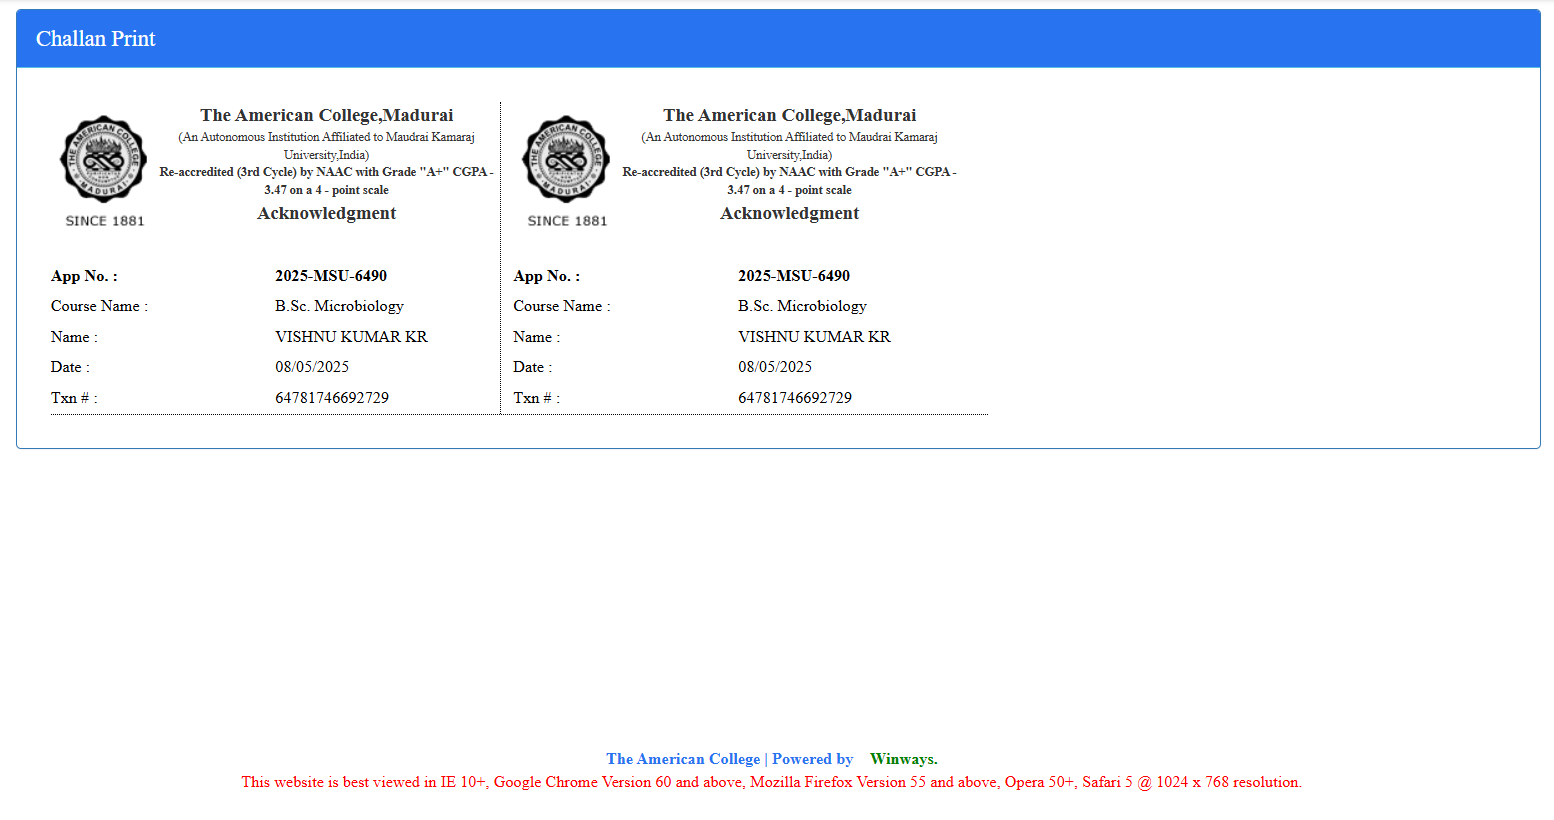 Challan Print
The American College,Madurai
(An Autonomous Institution Affiliated to Maudrai Kamaraj
University,India)
Re-accredited (3rd Cycle) by NAAC with Grade "A+" CGPA -
3.47 on a 4 - point scale
Acknowledgment
THE AMERICAN COLLEGE
MADURAI
SINCE 1881
App No. : 2025-MSU-6490
Course Name : B.Sc. Microbiology
Name : VISHNU KUMAR KR
Date : 08/05/2025
Txn # : 64781746692729
The American College,Madurai
(An Autonomous Institution Affiliated to Maudrai Kamaraj
University,India)
Re-accredited (3rd Cycle) by NAAC with Grade "A+" CGPA -
3.47 on a 4 - point scale
Acknowledgment
THE AMERICAN COLLEGE
MADURAI
SINCE 1881
App No. : 2025-MSU-6490
Course Name : B.Sc. Microbiology
Name : VISHNU KUMAR KR
Date : 08/05/2025
Txn # : 64781746692729
The American College | Powered by Winways.
This website is best viewed in IE 10+, Google Chrome Version 60 and above, Mozilla Firefox Version 55 and above, Opera 50+, Safari 5 @ 1024 x 768 resolution.